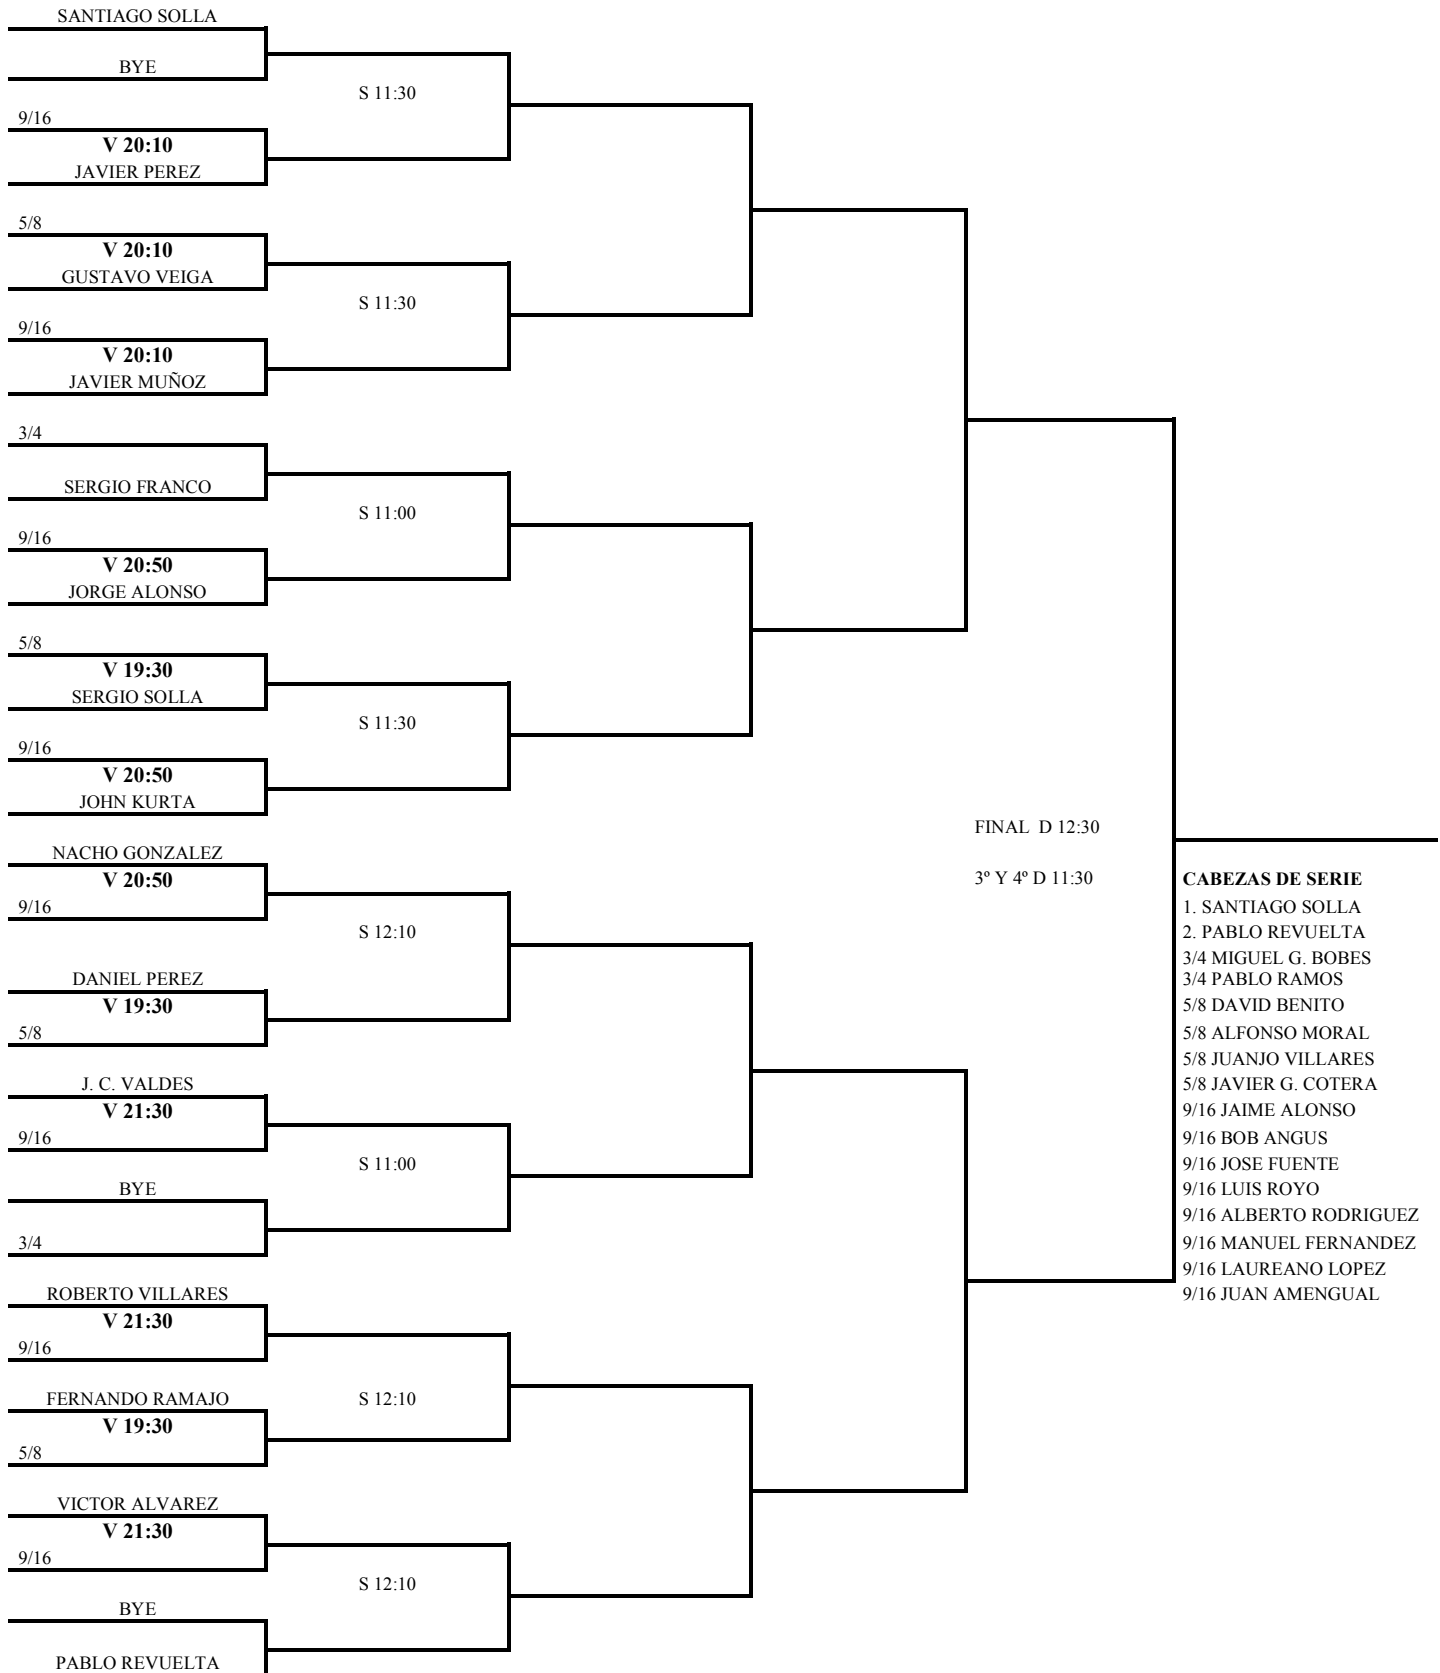 SANTIAGO SOLLA
BYE
S 11:30
9/16
V 20:10
JAVIER PEREZ
5/8
V 20:10
GUSTAVO VEIGA
S 11:30
9/16
V 20:10
JAVIER MUÑOZ
3/4
SERGIO FRANCO
S 11:00
9/16
V 20:50
JORGE ALONSO
5/8
V 19:30
SERGIO SOLLA
S 11:30
9/16
V 20:50
JOHN KURTA
NACHO GONZALEZ
V 20:50
9/16
S 12:10
DANIEL PEREZ
V 19:30
5/8
J. C. VALDES
V 21:30
9/16
S 11:00
BYE
3/4
ROBERTO VILLARES
V 21:30
9/16
FERNANDO RAMAJO
S 12:10
V 19:30
5/8
VICTOR ALVAREZ
V 21:30
9/16
S 12:10
BYE
PABLO REVUELTA
FINAL D 12:30
3º Y 4º D 11:30
CABEZAS DE SERIE
1. SANTIAGO SOLLA
2. PABLO REVUELTA
3/4 MIGUEL G. BOBES
3/4 PABLO RAMOS
5/8 DAVID BENITO
5/8 ALFONSO MORAL
5/8 JUANJO VILLARES
5/8 JAVIER G. COTERA
9/16 JAIME ALONSO
9/16 BOB ANGUS
9/16 JOSE FUENTE
9/16 LUIS ROYO
9/16 ALBERTO RODRIGUEZ
9/16 MANUEL FERNANDEZ
9/16 LAUREANO LOPEZ
9/16 JUAN AMENGUAL